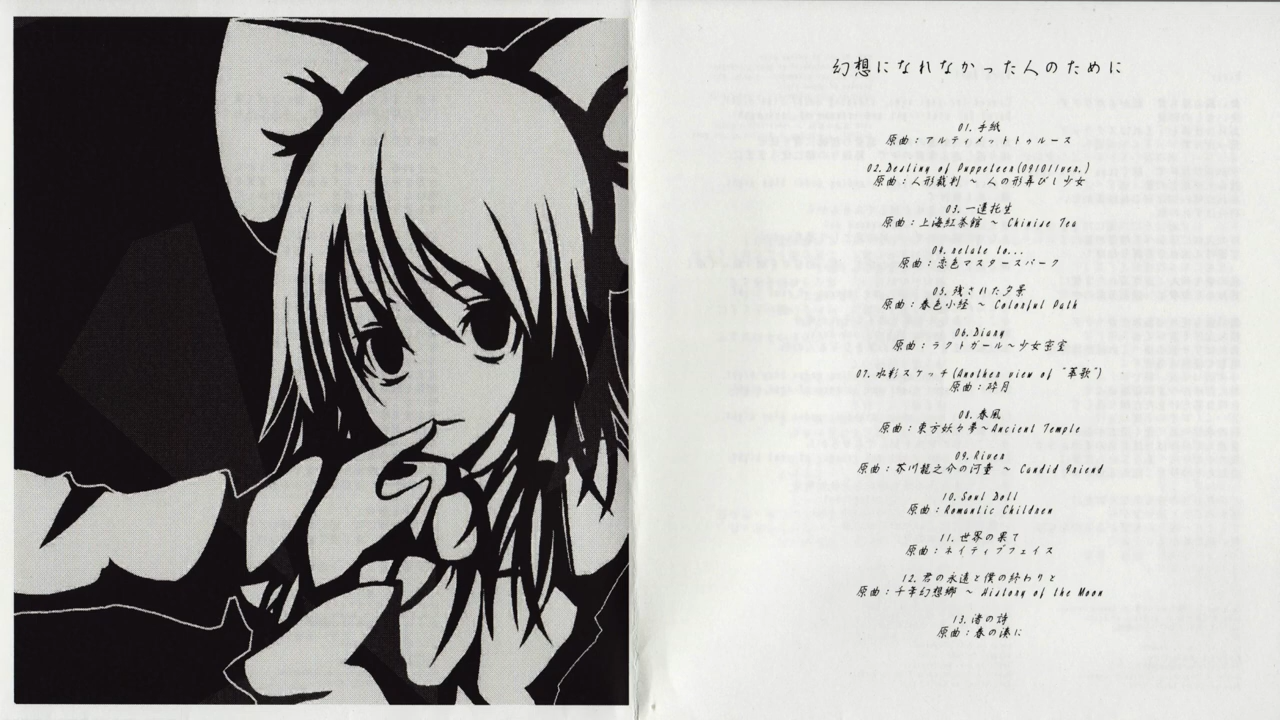 幻想になれなかった人のために
01.手紙
原曲：アルティメットトゥルース
02.Destiny of Puppeteer(091011ver.)
原曲：人形裁判 ～ 人の形弄びし少女
03.一蓮托生
原曲：上海紅茶館 ～ Chinise Tea
04.relate to...
原曲：恋色マスタースパーク
05.残された夕景
原曲：春色小径 ～ Colorful Path
06.Diary
原曲：ラクトガール～少女密室
07.水彩スケッチ(Another view of "華歌")
原曲：砕月
08.春風
原曲：東方妖々夢～Ancient Temple
09.River
原曲：芥川龍之介の河童 ～ Candid Friend
10.Soul Doll
原曲：Romantic Children
11.世界の果て
原曲：ネイティブフェイス
12.君の永遠と僕の終わりと
原曲：千年幻想郷 ～ History of the Moon
13.渚の詩
原曲：春の湊に